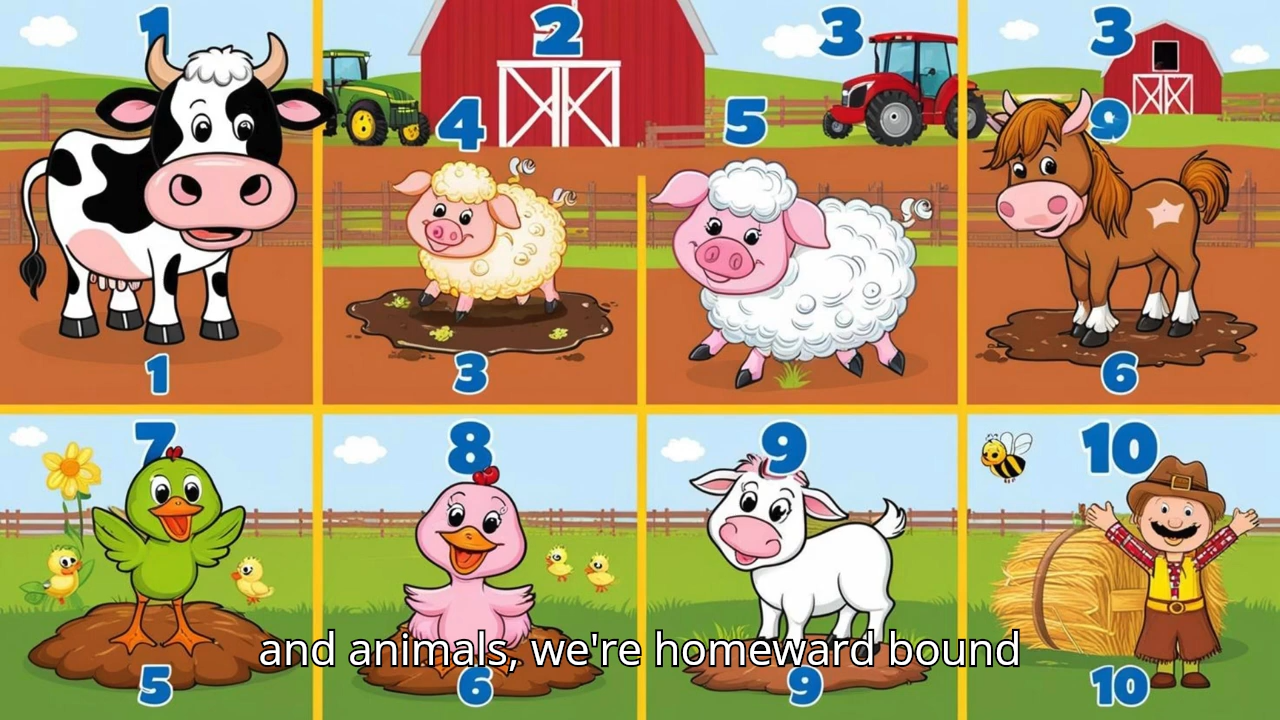 1 2 3 3
4 5 9
1 3 6
7 8 9 10
and animals, we're homeward bound
5 6 9 10